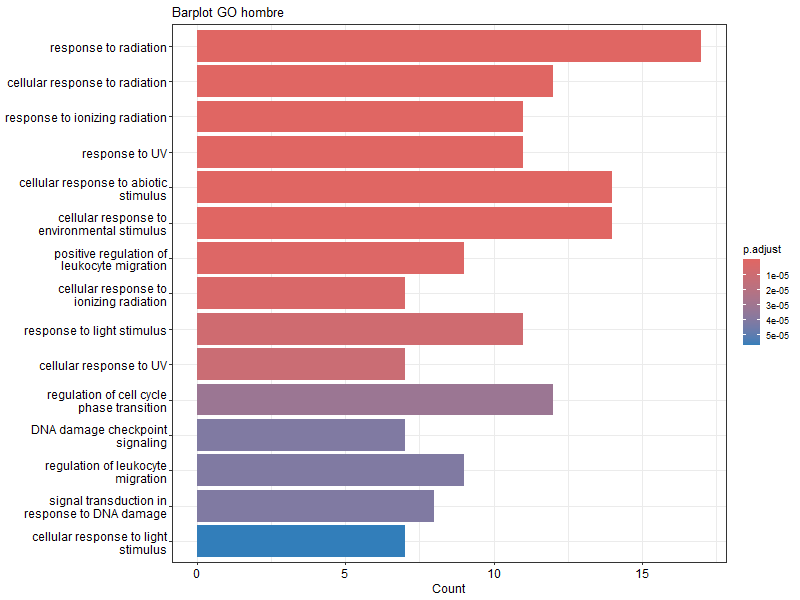 Barplot GO hombre
response to radiation
cellular response to radiation
response to ionizing radiation
response to UV
cellular response to abiotic
stimulus
cellular response to
environmental stimulus
positive regulation of
leukocyte migration
cellular response to
ionizing radiation
response to light stimulus
cellular response to UV
regulation of cell cycle
phase transition
DNA damage checkpoint
signaling
regulation of leukocyte
migration
signal transduction in
response to DNA damage
cellular response to light
stimulus
0 5 10 15
Count
p.adjust
1e-05
2e-05
3e-05
4e-05
5e-05